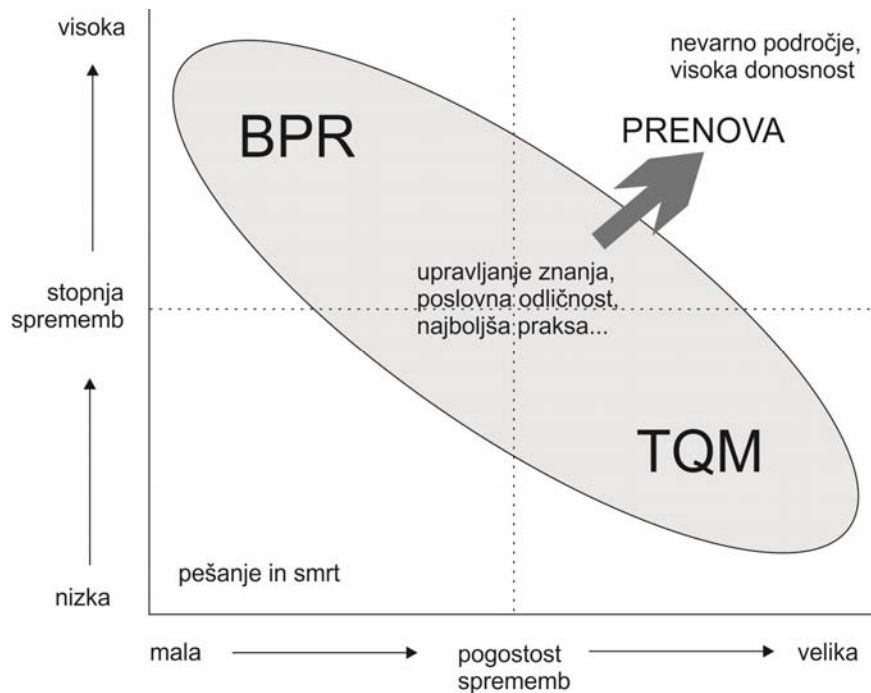 visoka
nevarno področje,
visoka donosnost
BPR
PRENOVA
upravljanje znanja,
poslovna odličnost,
najboljša praksa...
stopnja
sprememb
TQM
pešanje in smrt
nizka
mala
pogostost
sprememb
velika